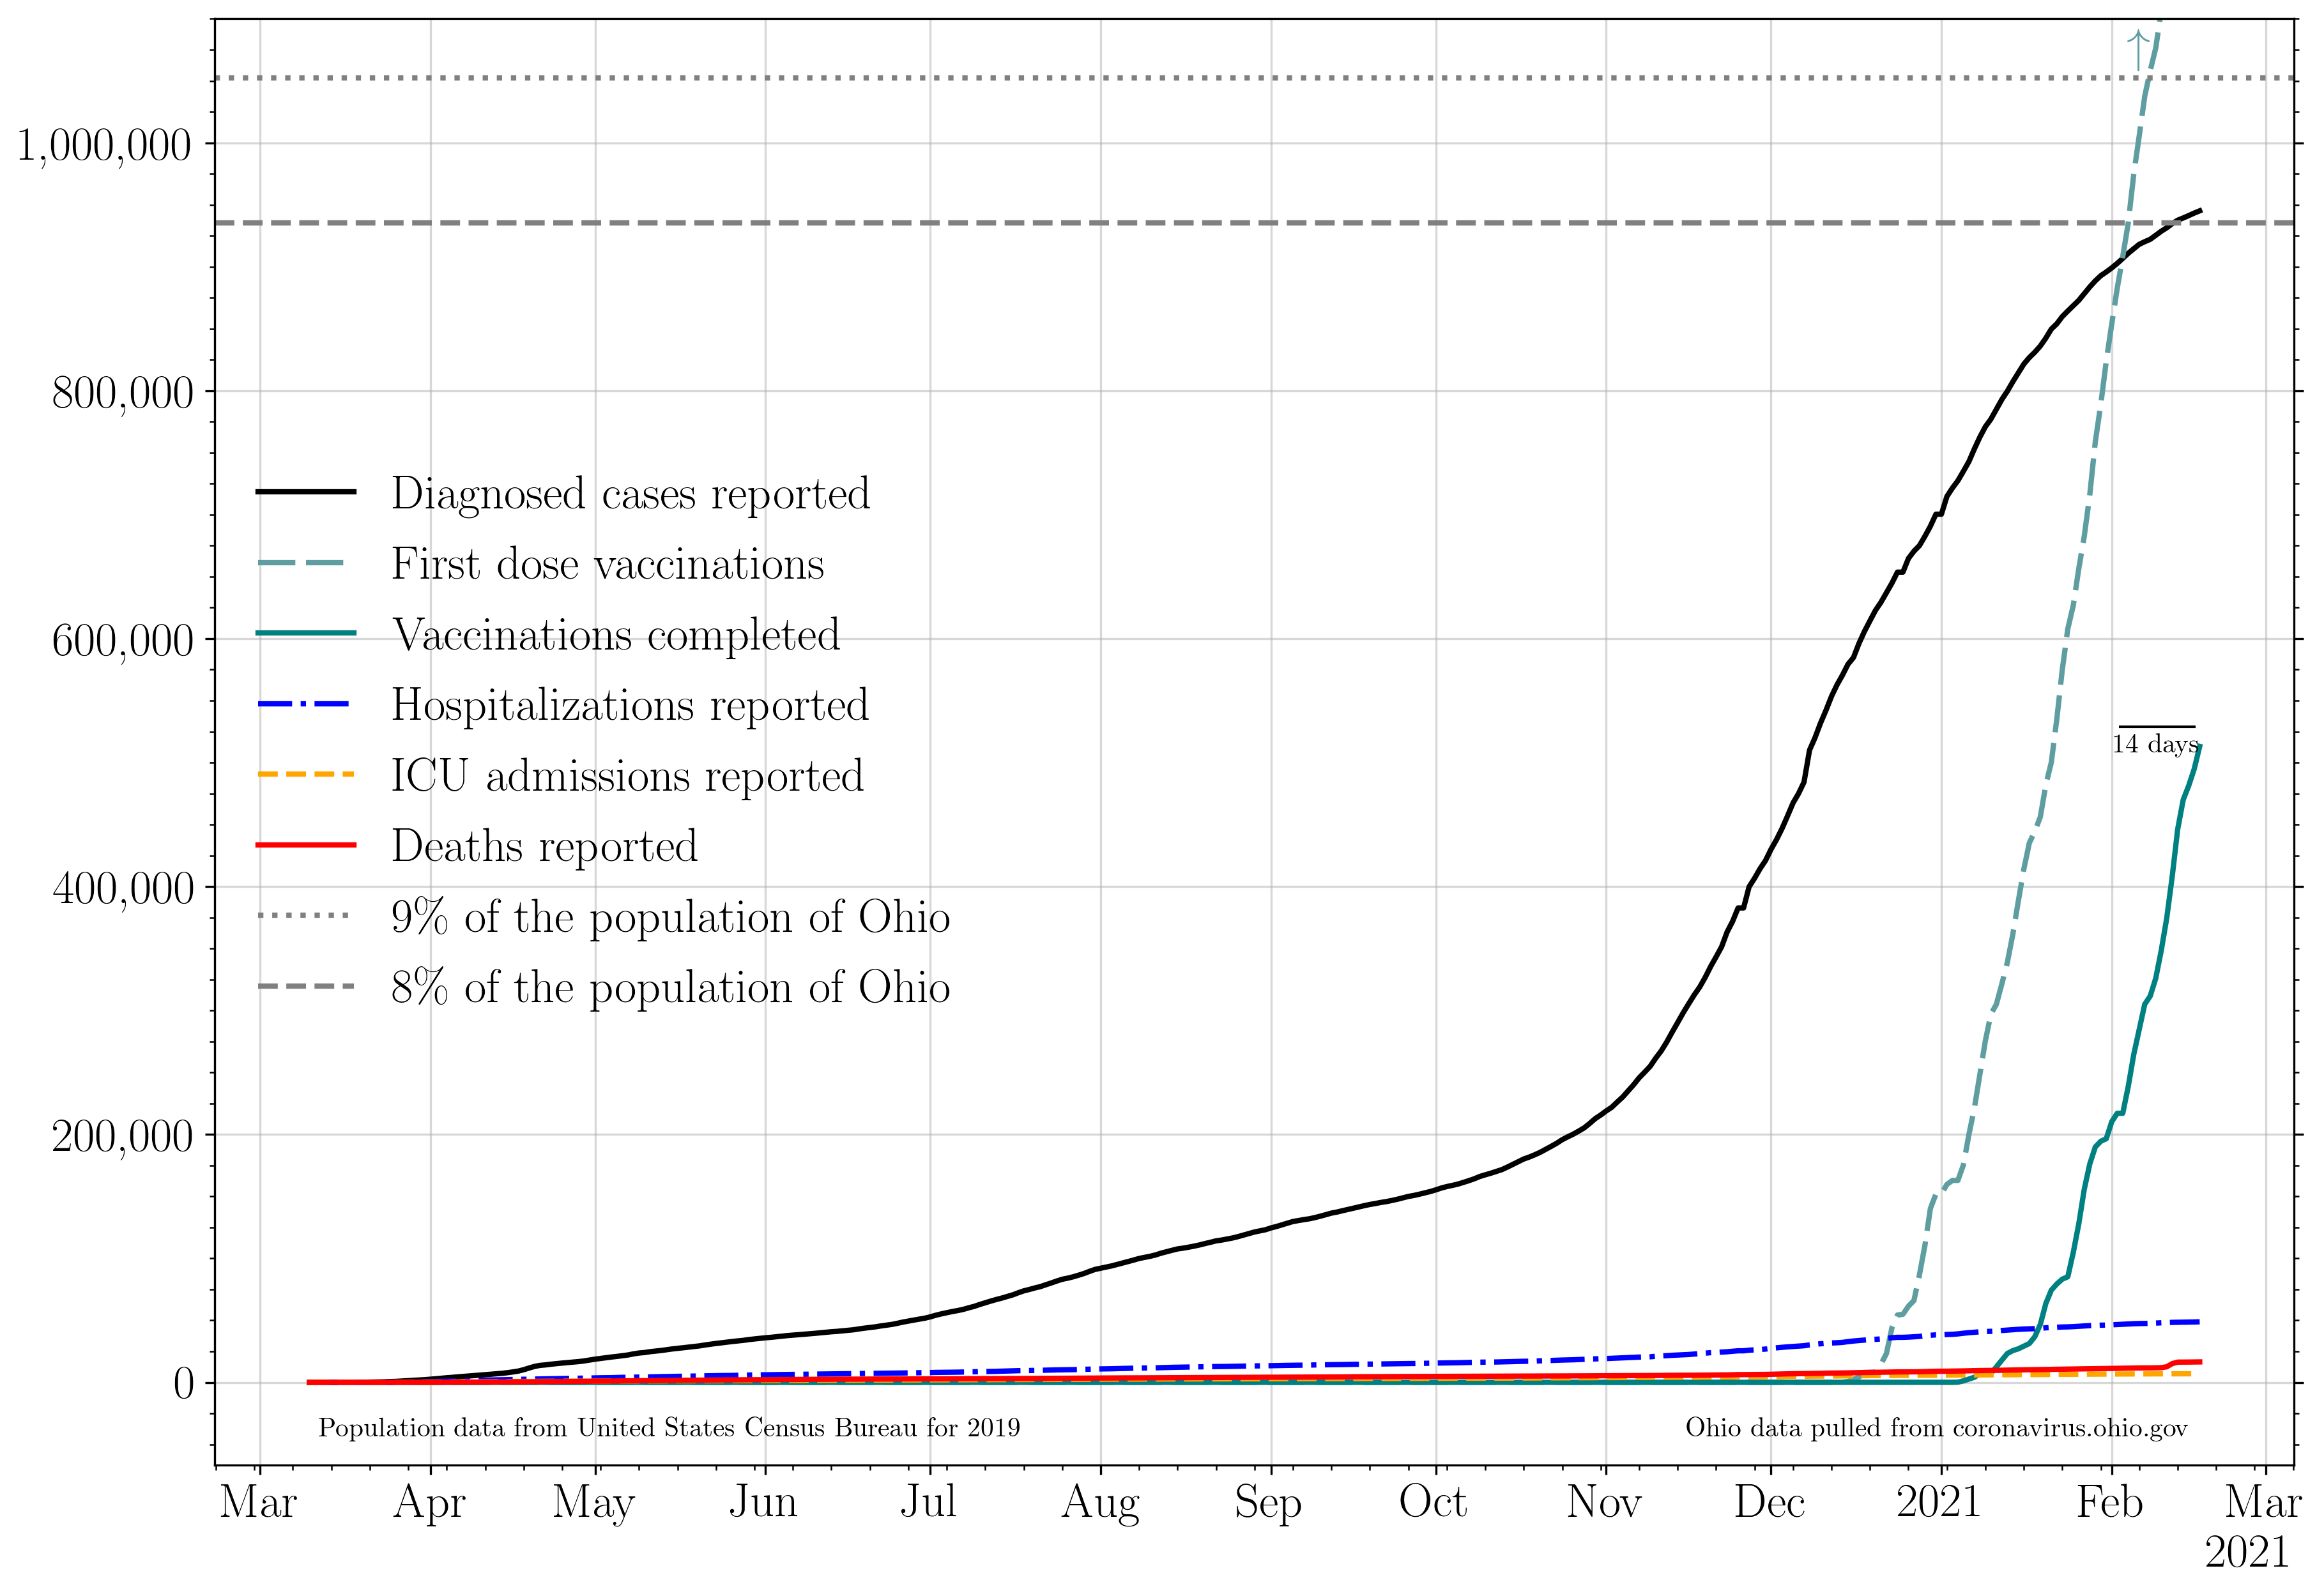 ↑
1,000,000
800,000
Diagnosed cases reported
First dose vaccinations
600,000
Vaccinations completed
Hospitalizations reported
14 days
ICU admissions reported
Deaths reported
400,000
9% of the population of Ohio
8% of the population of Ohio
200,000
0
Population data from United States Census Bureau for 2019
Ohio data pulled from coronavirus.ohio.gov
Mar Apr May Jun Jul Aug Sep Oct Nov Dec 2021 Feb Mar
2021